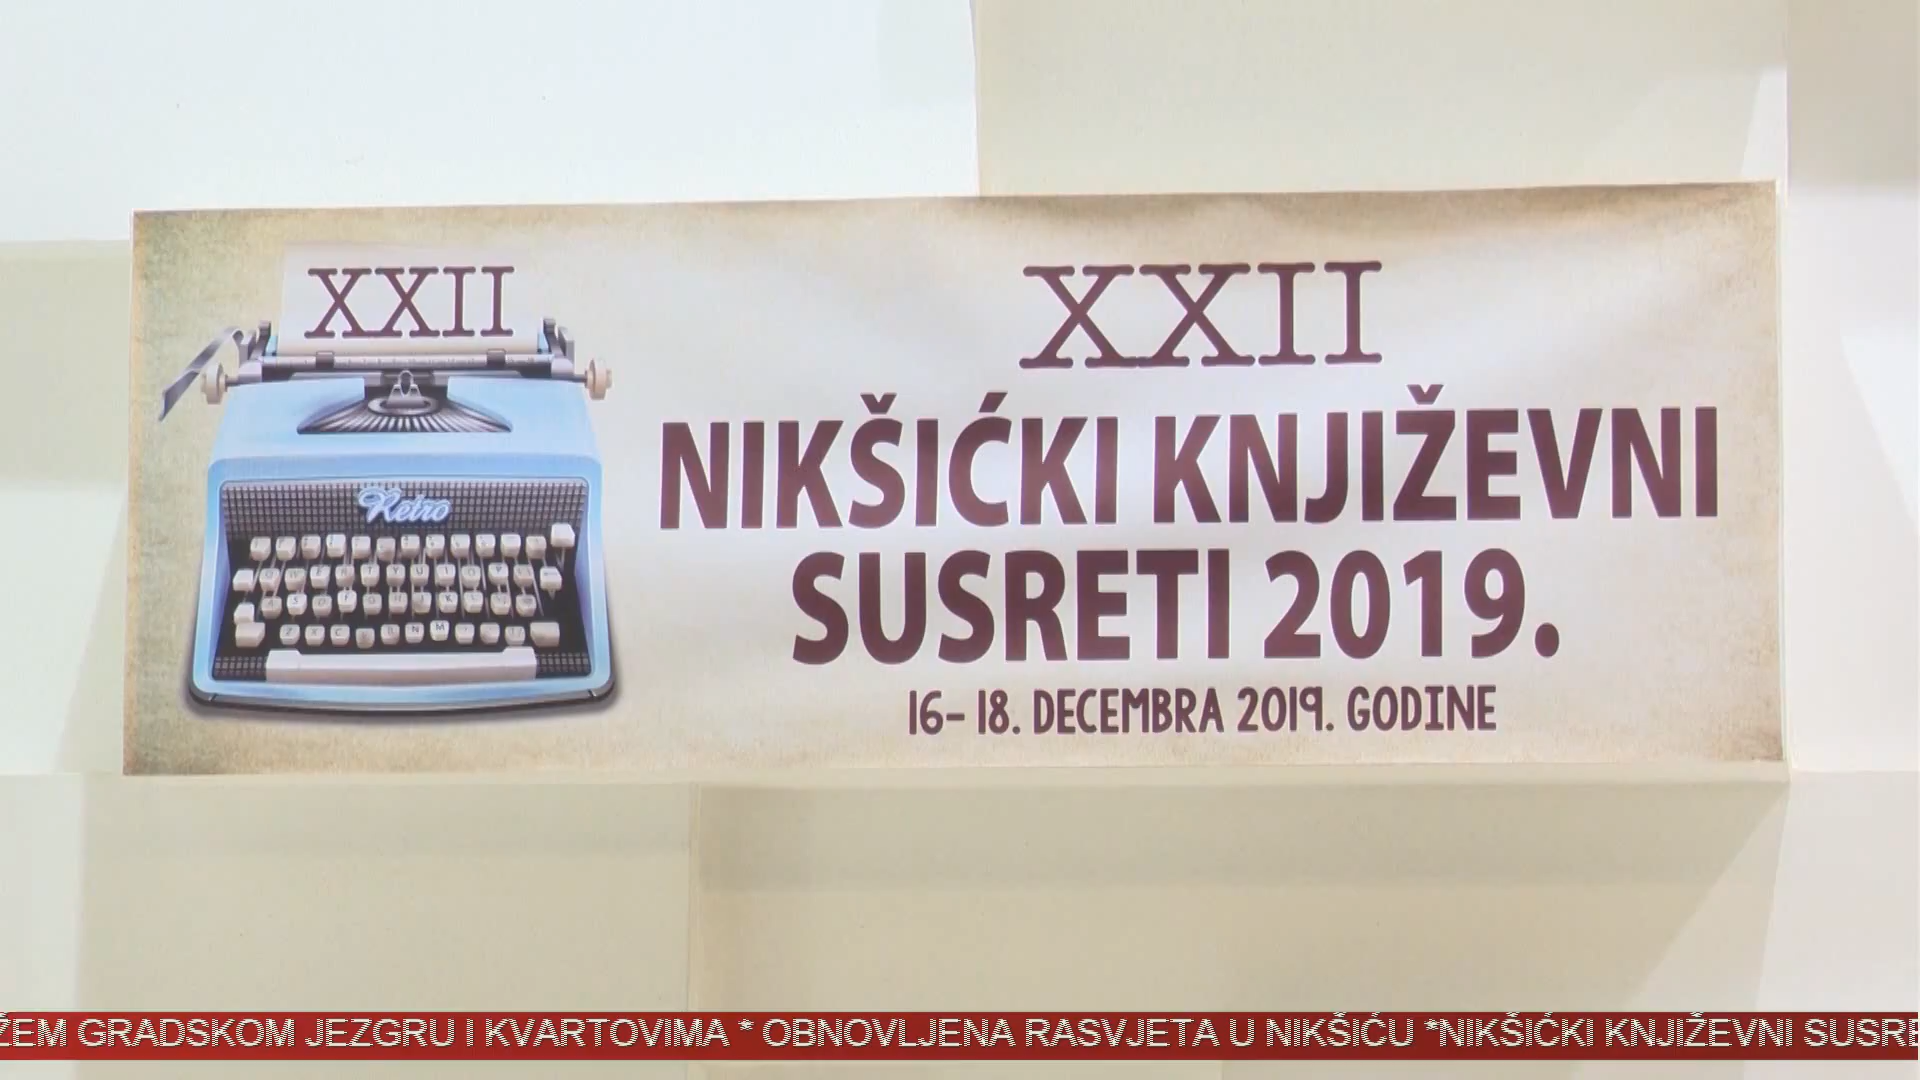 XXII
XXII
NIKŠIĆKI KNJIŽEVNI
SUSRETI 2019.
16-18. DECEMBRA 2019. GODINE
Retro
ŽEM GRADSKOM JEZGRU I KVARTOVIMA * OBNOVLJENA RASVJETA U NIKŠIĆU *NIKŠIĆKI KNJIŽEVNI SUSRE